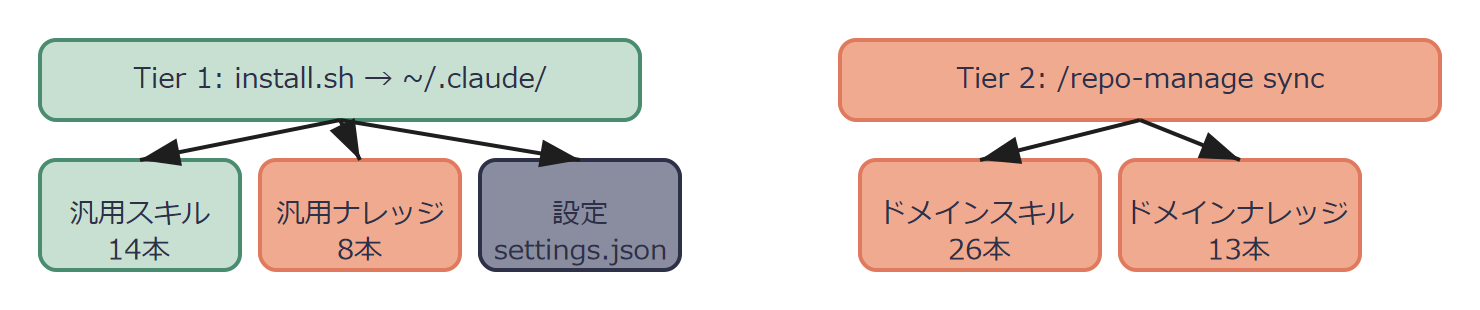 Tier 1: install.sh → ~/.claude/
Tier 2: /repo-manage sync
汎用スキル
14本
汎用ナレッジ
8本
設定
settings.json
ドメインスキル
26本
ドメインナレッジ
13本